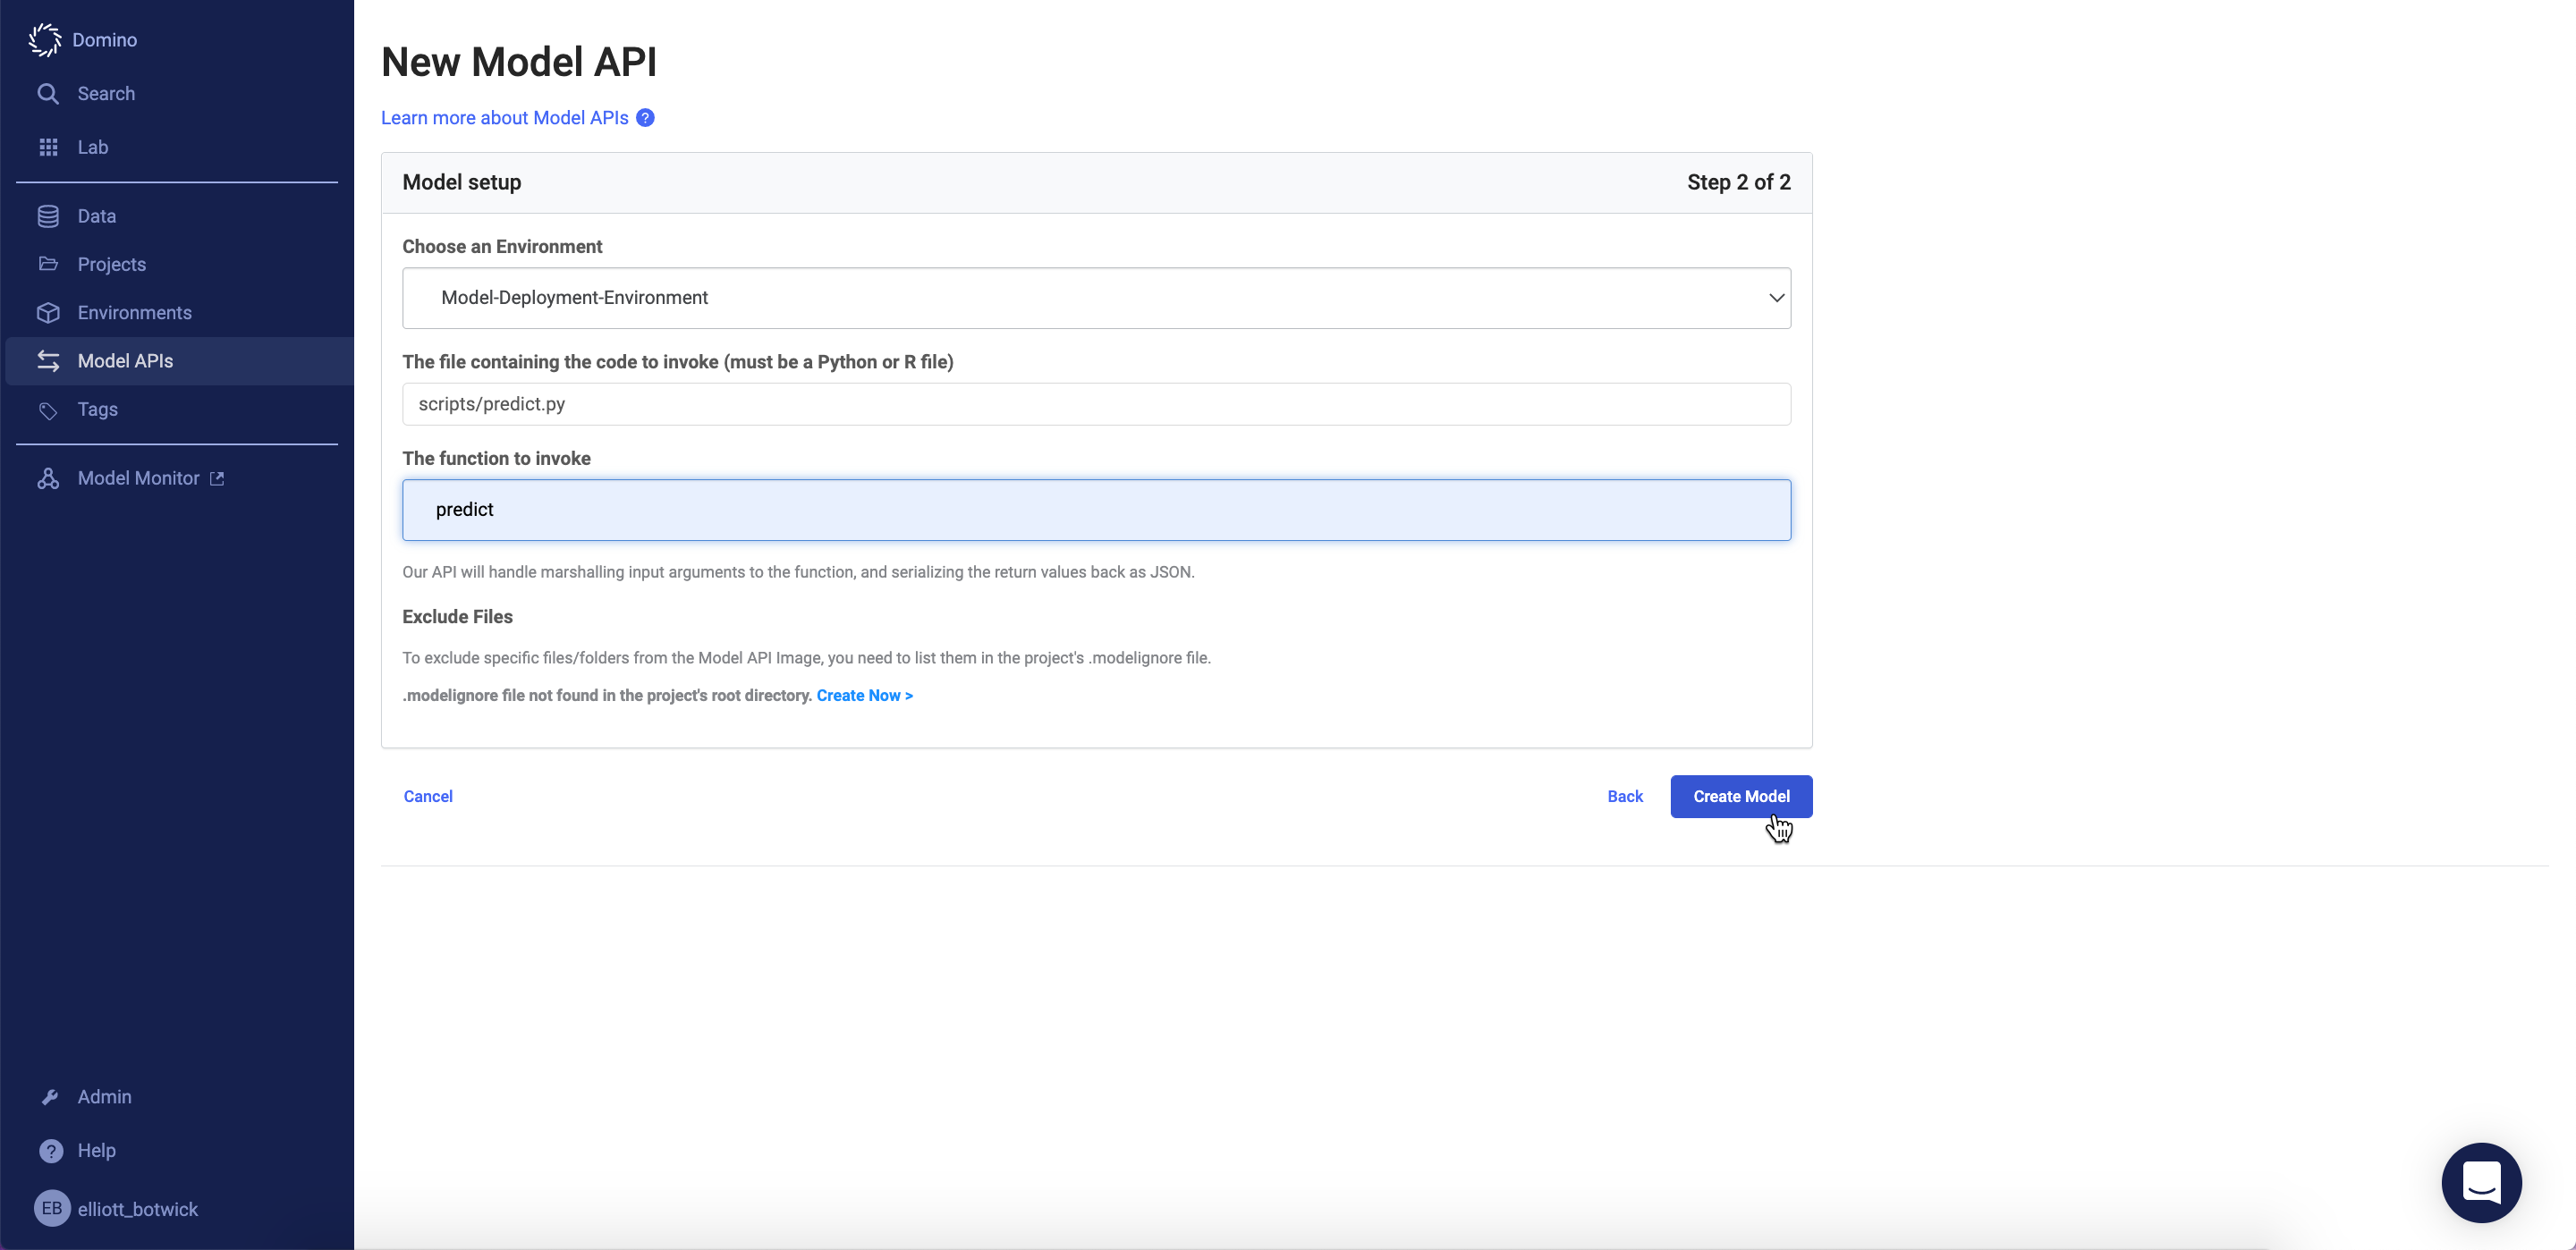 Domino
Search
Lab
Data
Projects
Environments
Model APIs
Tags
Model Monitor
Admin
?
Help
EB
elliott_botwick
New Model API
Learn more about Model APIs ?
Model setup
Step 2 of 2
Choose an Environment
Model-Deployment-Environment
The file containing the code to invoke (must be a Python or R file)
scripts/predict.py
The function to invoke
predict
Our API will handle marshalling input arguments to the function, and serializing the return values back as JSON.
Exclude Files
To exclude specific files/folders from the Model API Image, you need to list them in the project's .modelignore file.
.modelignore file not found in the project's root directory. Create Now >
Cancel
Back
Create Model